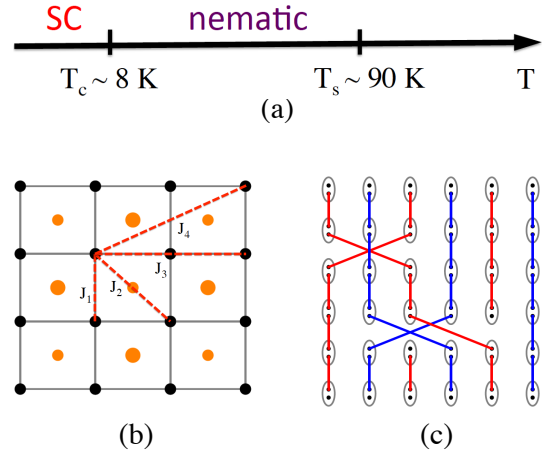 SC nematic
T_c ~ 8 K T_s ~ 90 K T
(a)
J_4
J_3
J_1 J_2
(b) (c)